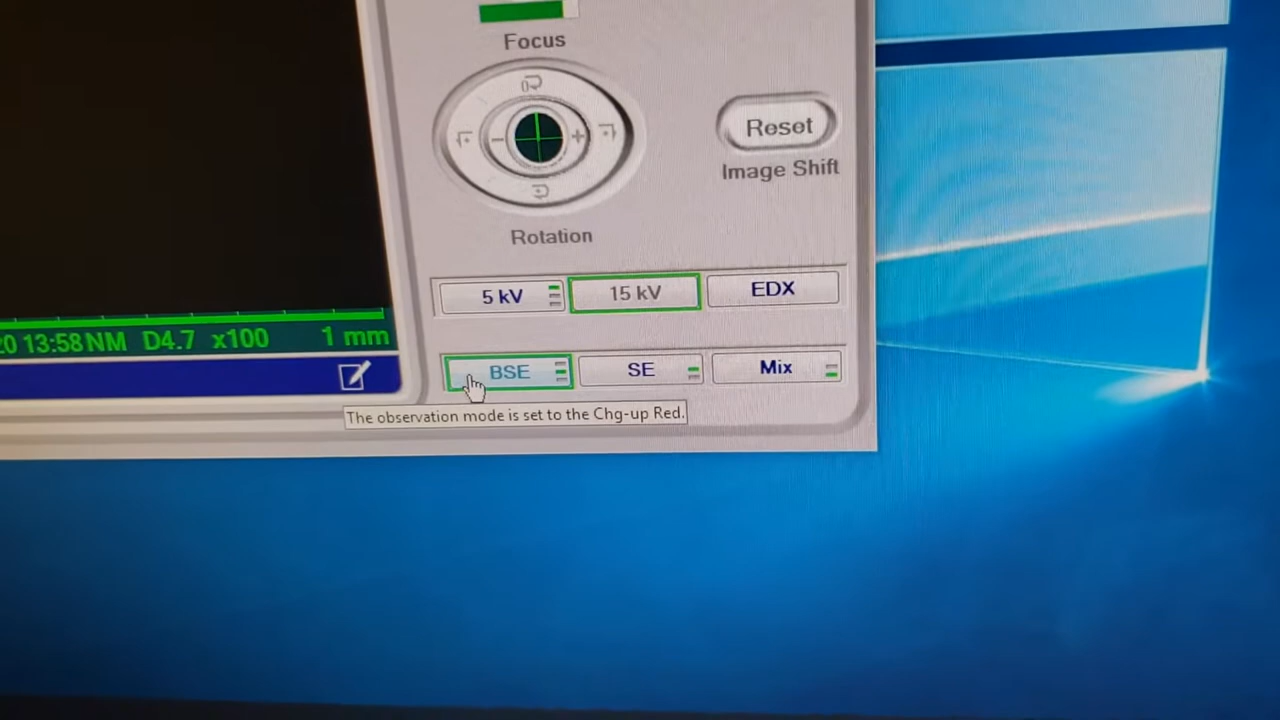 Focus
Reset
Image Shift
Rotation
5 kV
15 kV
EDX
20 13:58 NM D4.7 x100 1 mm
BSE
SE
Mix
The observation mode is set to the Chg-up Red.